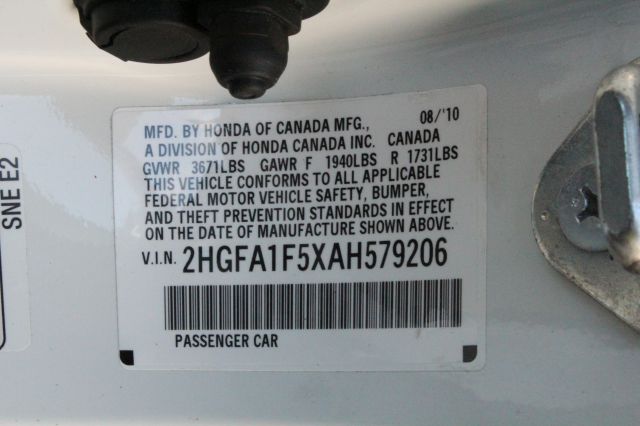 MFD. BY HONDA OF CANADA MFG., 08/'10
A DIVISION OF HONDA CANADA INC. CANADA
GVWR 3671LBS GAWR F 1940LBS R 1731LBS
THIS VEHICLE CONFORMS TO ALL APPLICABLE
FEDERAL MOTOR VEHICLE SAFETY, BUMPER,
AND THEFT PREVENTION STANDARDS IN EFFECT
ON THE DATE OF MANUFACTURE SHOWN ABOVE.
V.I.N. 2HGFA1F5XAH579206
PASSENGER CAR
SNE E2